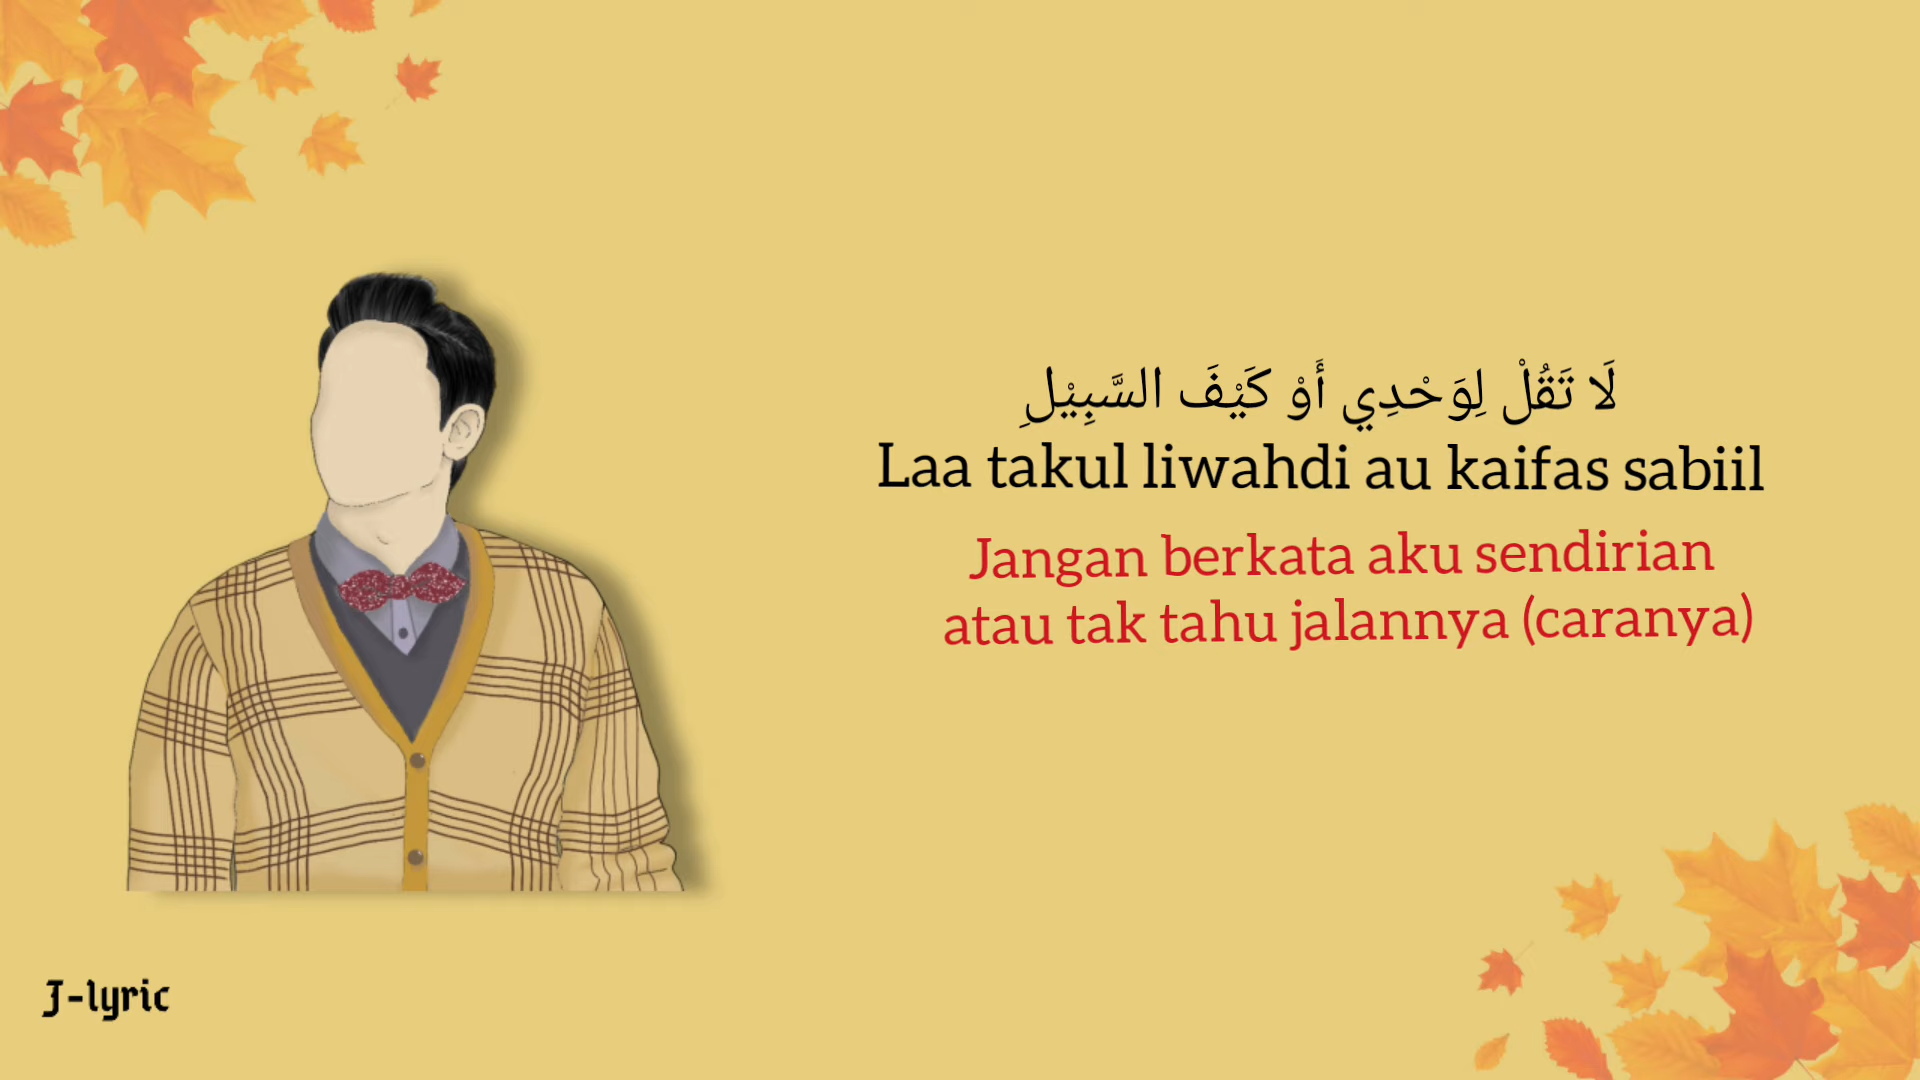 لَا تَقُلْ لِوَحْدِي أَوْ كَيْفَ السَّبِيْلِ
Laa takul liwahdi au kaifas sabiil
Jangan berkata aku sendirian
atau tak tahu jalannya (caranya)
J-lyric